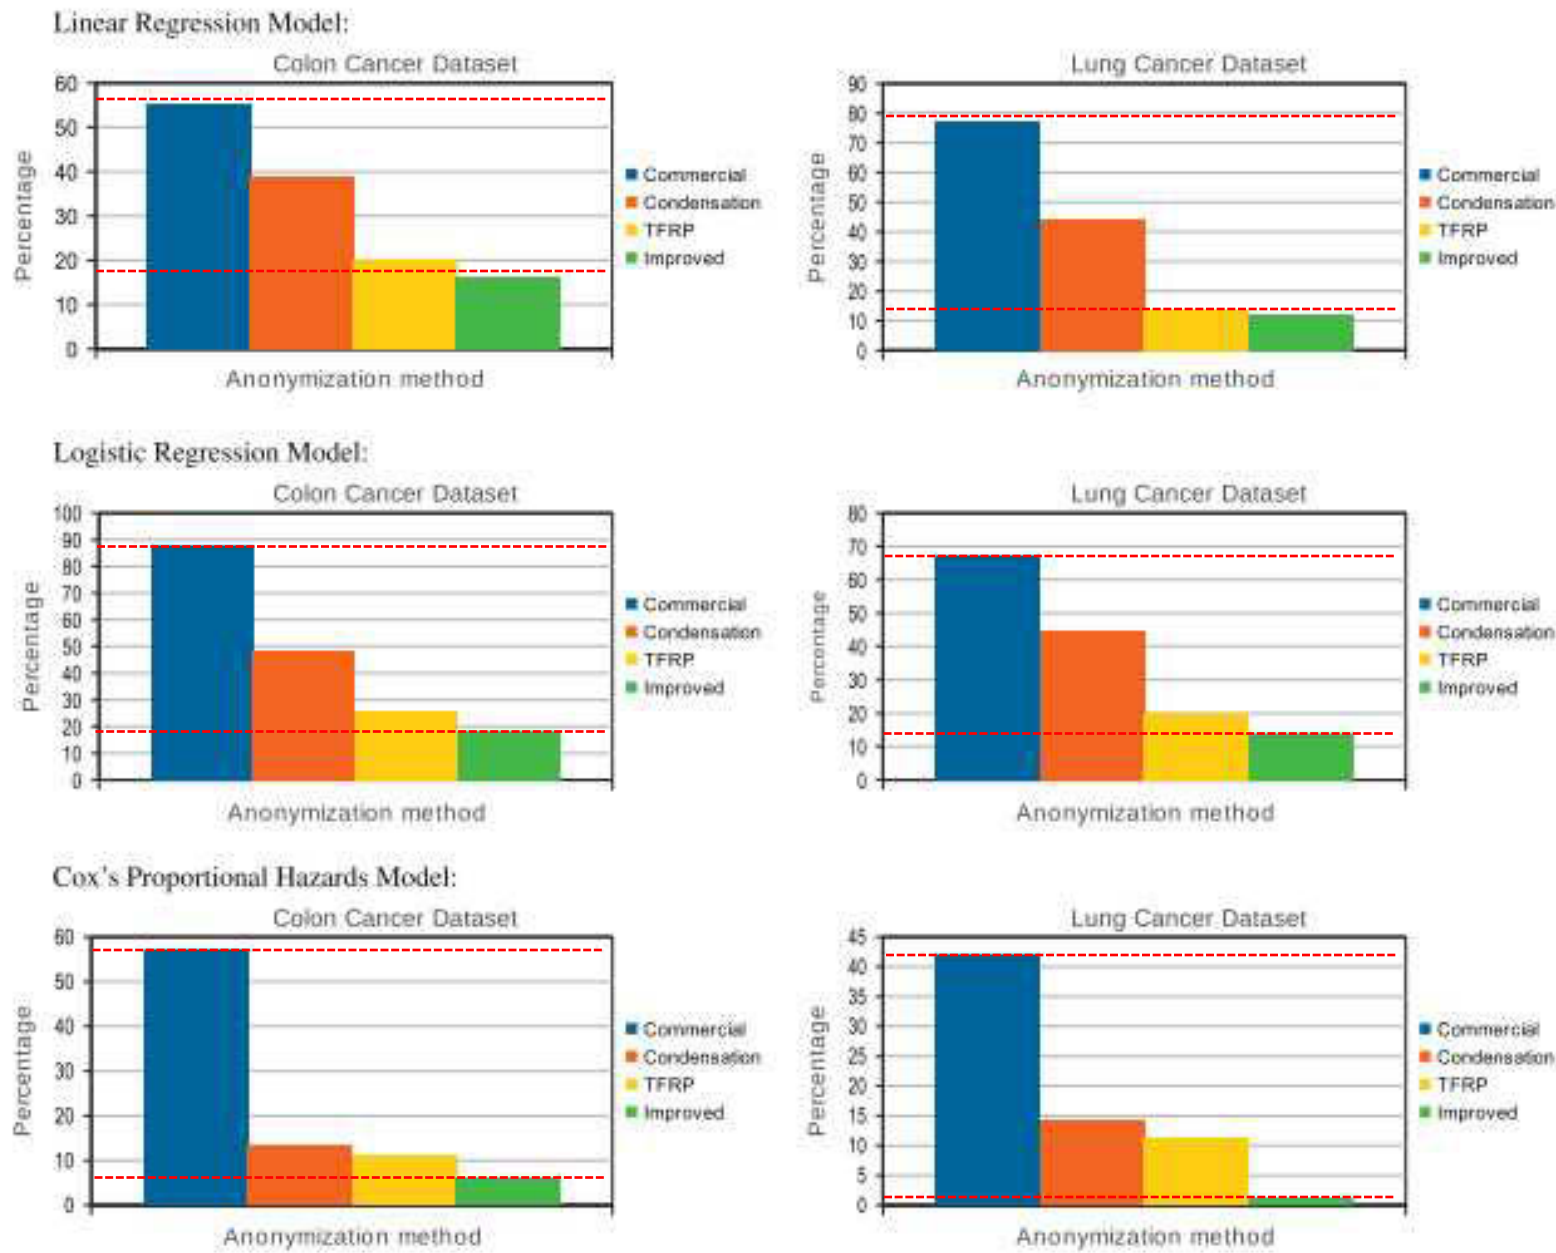 Linear Regression Model:
Colon Cancer Dataset
60
50
40
30
20
10
0
Percentage
Anonymization method
Commercial
Condensation
TFRP
Improved
Lung Cancer Dataset
90
80
70
60
50
40
30
20
10
0
Percentage
Anonymization method
Commercial
Condensation
TFRP
Improved
Logistic Regression Model:
Colon Cancer Dataset
100
90
80
70
60
50
40
30
20
10
0
Percentage
Anonymization method
Commercial
Condensation
TFRP
Improved
Lung Cancer Dataset
80
70
60
50
40
30
20
10
0
Percentage
Anonymization method
Commercial
Condensation
TFRP
Improved
Cox's Proportional Hazards Model:
Colon Cancer Dataset
60
50
40
30
20
10
0
Percentage
Anonymization method
Commercial
Condensation
TFRP
Improved
Lung Cancer Dataset
45
40
35
30
25
20
15
10
5
0
Percentage
Anonymization method
Commercial
Condensation
TFRP
Improved